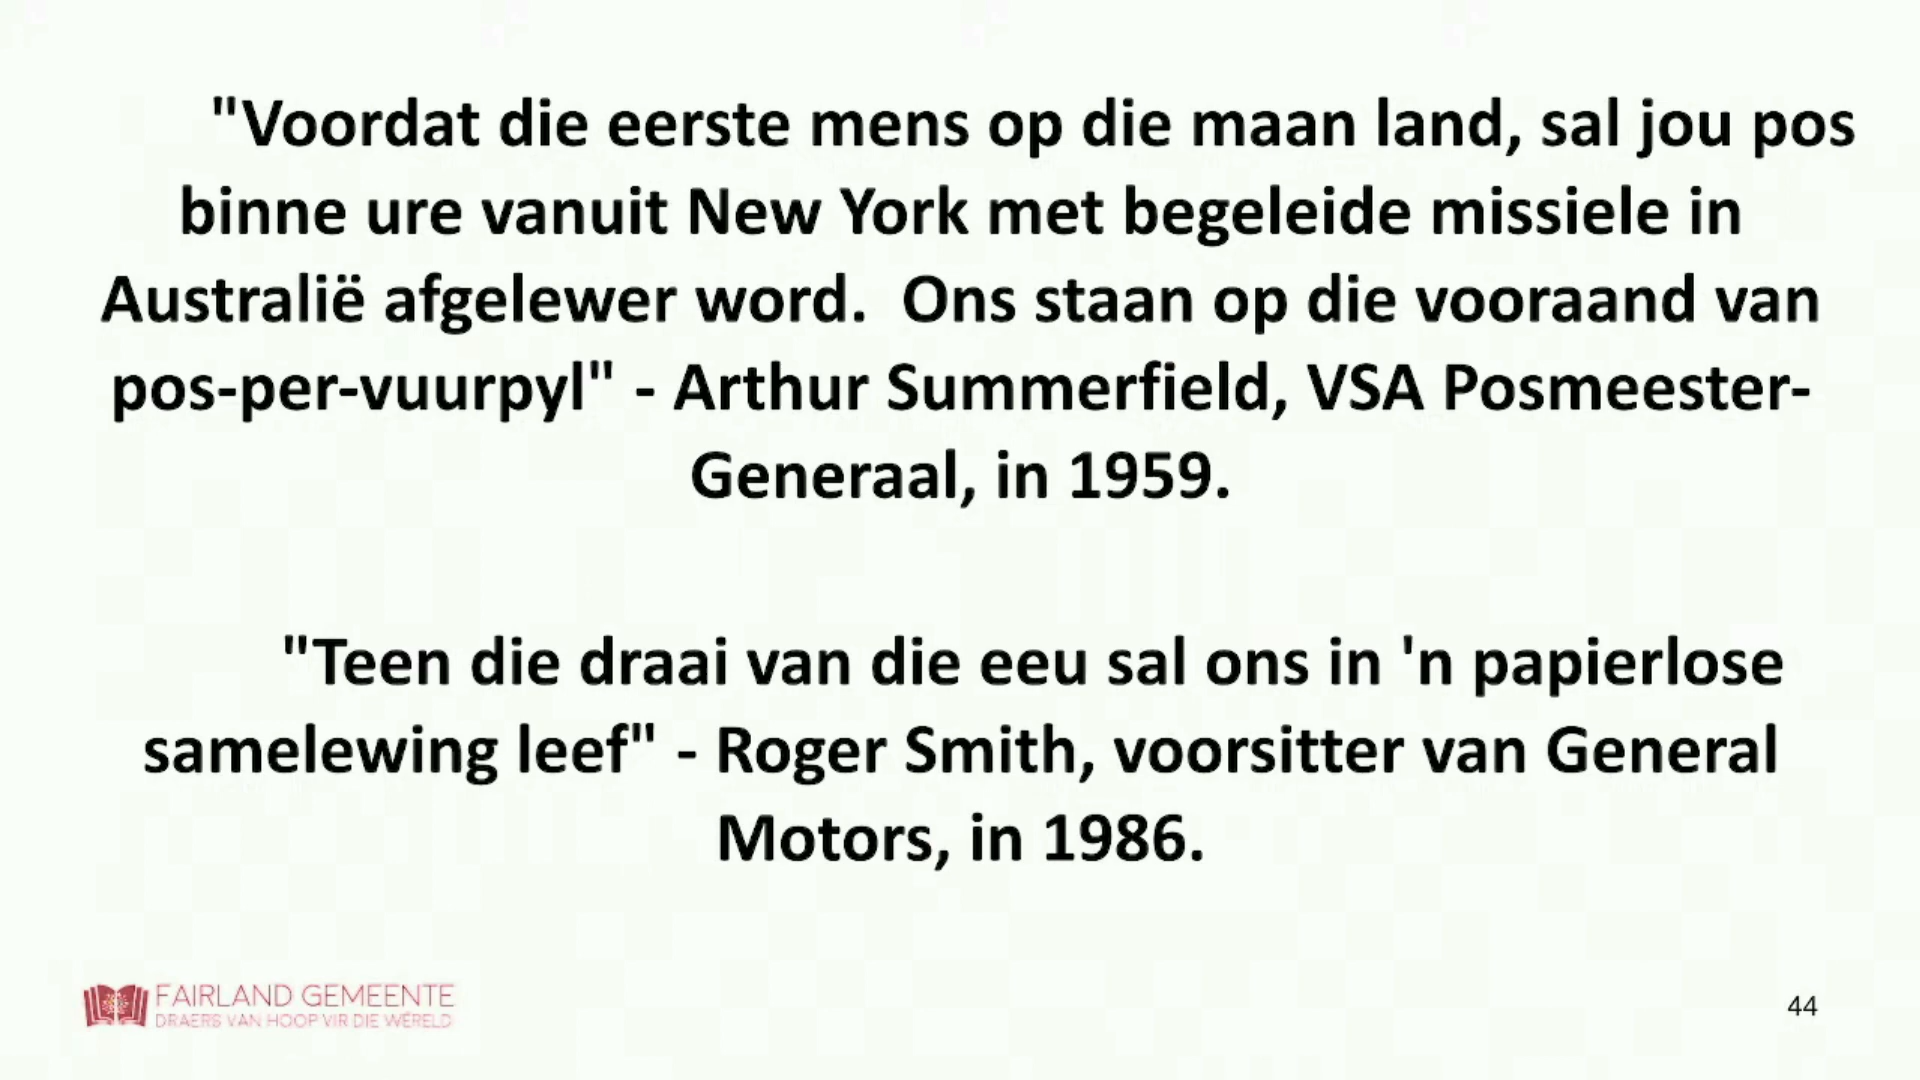 "Voordat die eerste mens op die maan land, sal jou pos
binne ure vanuit New York met begeleide missiele in
Australië afgelewer word.  Ons staan op die vooraand van
pos-per-vuurpyl" - Arthur Summerfield, VSA Posmeester-
Generaal, in 1959.
"Teen die draai van die eeu sal ons in 'n papierlose
samelewing leef" - Roger Smith, voorsitter van General
Motors, in 1986.
FAIRLAND GEMEENTE
DRAERS VAN HOOP VIR DIE WÊRELD
44